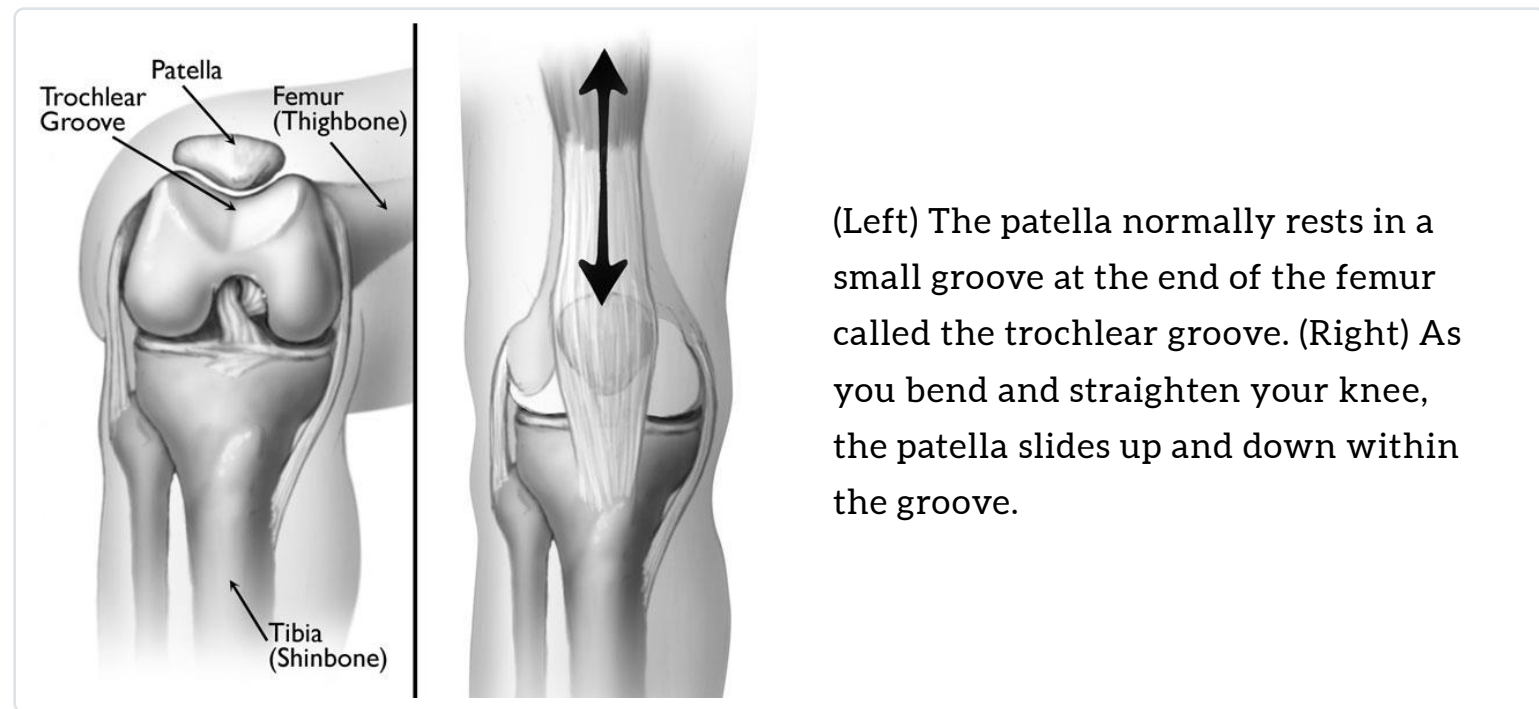 Patella
Trochlear
Groove
Femur
(Thighbone)
Tibia
(Shinbone)
(Left) The patella normally rests in a
small groove at the end of the femur
called the trochlear groove. (Right) As
you bend and straighten your knee,
the patella slides up and down within
the groove.